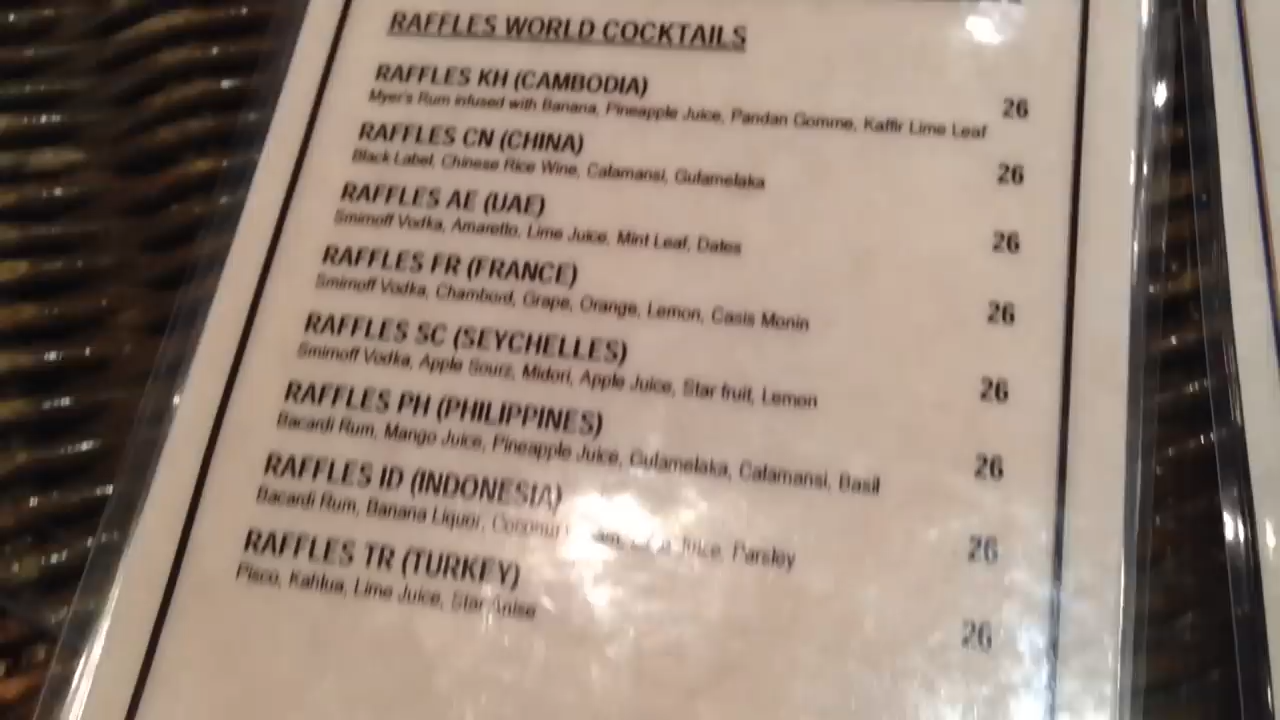 RAFFLES WORLD COCKTAILS
RAFFLES KH (CAMBODIA) 26
Myer's Rum infused with Banana, Pineapple Juice, Pandan Gomme, Kaffir Lime Leaf
RAFFLES CN (CHINA) 26
Black Label, Chinese Rice Wine, Calamansi, Gulamelaka
RAFFLES AE (UAE) 26
Smirnoff Vodka, Amaretto, Lime Juice, Mint Leaf, Dates
RAFFLES FR (FRANCE) 26
Smirnoff Vodka, Chambord, Grape, Orange, Lemon, Casis Monin
RAFFLES SC (SEYCHELLES) 26
Smirnoff Vodka, Apple Sourz, Midori, Apple Juice, Star fruit, Lemon
RAFFLES PH (PHILIPPINES) 26
Bacardi Rum, Mango Juice, Pineapple Juice, Gulamelaka, Calamansi, Basil
RAFFLES ID (INDONESIA) 26
Bacardi Rum, Banana Liquor, Coconut Juice, Parsley
RAFFLES TR (TURKEY) 26
Pisco, Kahlua, Lime Juice, Star Anise